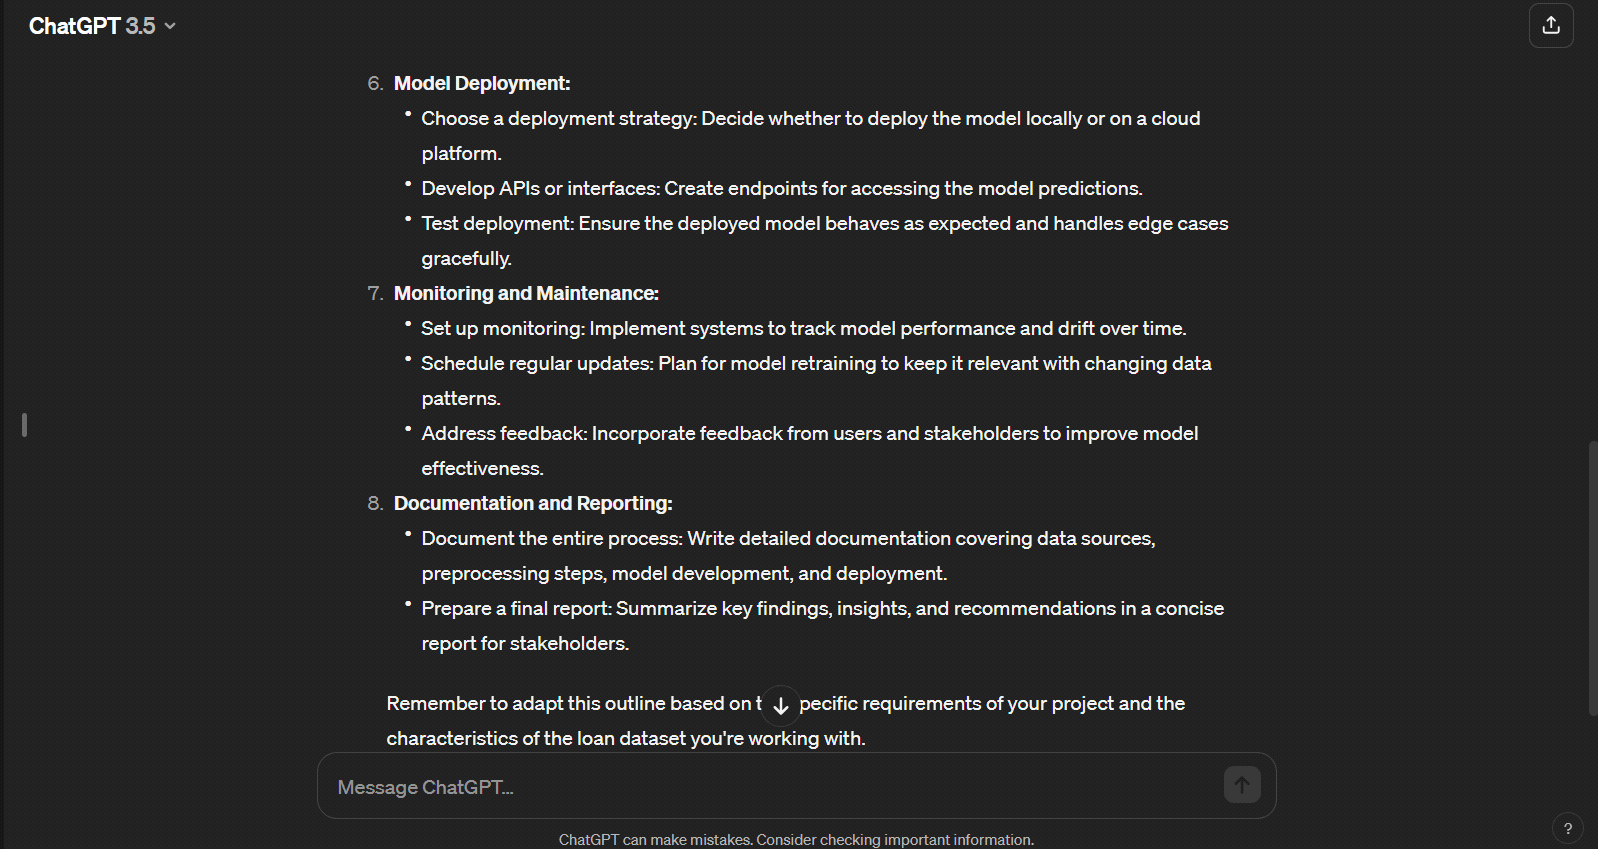 ChatGPT 3.5
6. Model Deployment:
• Choose a deployment strategy: Decide whether to deploy the model locally or on a cloud
platform.
• Develop APIs or interfaces: Create endpoints for accessing the model predictions.
• Test deployment: Ensure the deployed model behaves as expected and handles edge cases
gracefully.
7. Monitoring and Maintenance:
• Set up monitoring: Implement systems to track model performance and drift over time.
• Schedule regular updates: Plan for model retraining to keep it relevant with changing data
patterns.
• Address feedback: Incorporate feedback from users and stakeholders to improve model
effectiveness.
8. Documentation and Reporting:
• Document the entire process: Write detailed documentation covering data sources,
preprocessing steps, model development, and deployment.
• Prepare a final report: Summarize key findings, insights, and recommendations in a concise
report for stakeholders.
Remember to adapt this outline based on t pecific requirements of your project and the
characteristics of the loan dataset you're working with.
Message ChatGPT...
ChatGPT can make mistakes. Consider checking important information.
?